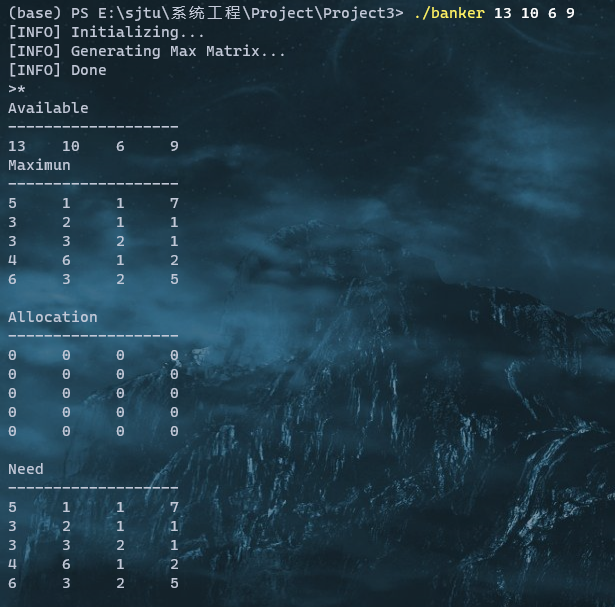 (base) PS E:\sjtu\系统工程\Project\Project3> ./banker 13 10 6 9
[INFO] Initializing...
[INFO] Generating Max Matrix...
[INFO] Done
>*
Available
-------------------
13 10 6 9
Maximun
-------------------
5 1 1 7
3 2 1 1
3 3 2 1
4 6 1 2
6 3 2 5
Allocation
-------------------
0 0 0 0
0 0 0 0
0 0 0 0
0 0 0 0
0 0 0 0
Need
-------------------
5 1 1 7
3 2 1 1
3 3 2 1
4 6 1 2
6 3 2 5